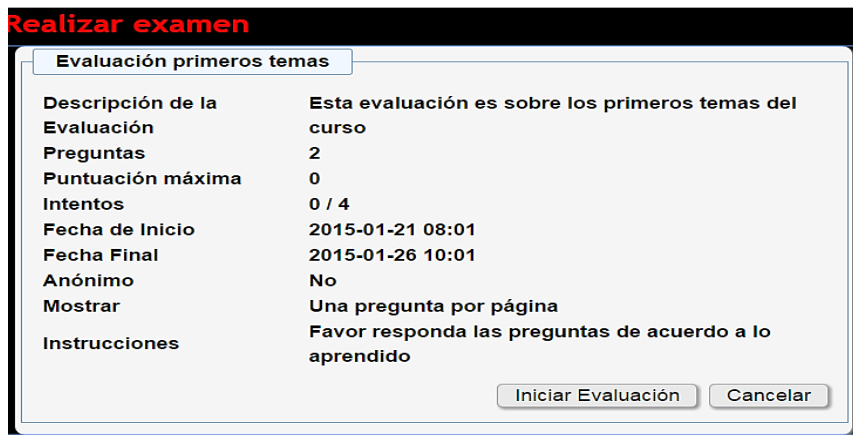 Realizar examen
Evaluación primeros temas
Descripción de la Evaluación Esta evaluación es sobre los primeros temas del curso
Preguntas 2
Puntuación máxima 0
Intentos 0 / 4
Fecha de Inicio 2015-01-21 08:01
Fecha Final 2015-01-26 10:01
Anónimo No
Mostrar Una pregunta por página
Instrucciones Favor responda las preguntas de acuerdo a lo aprendido
Iniciar Evaluación Cancelar